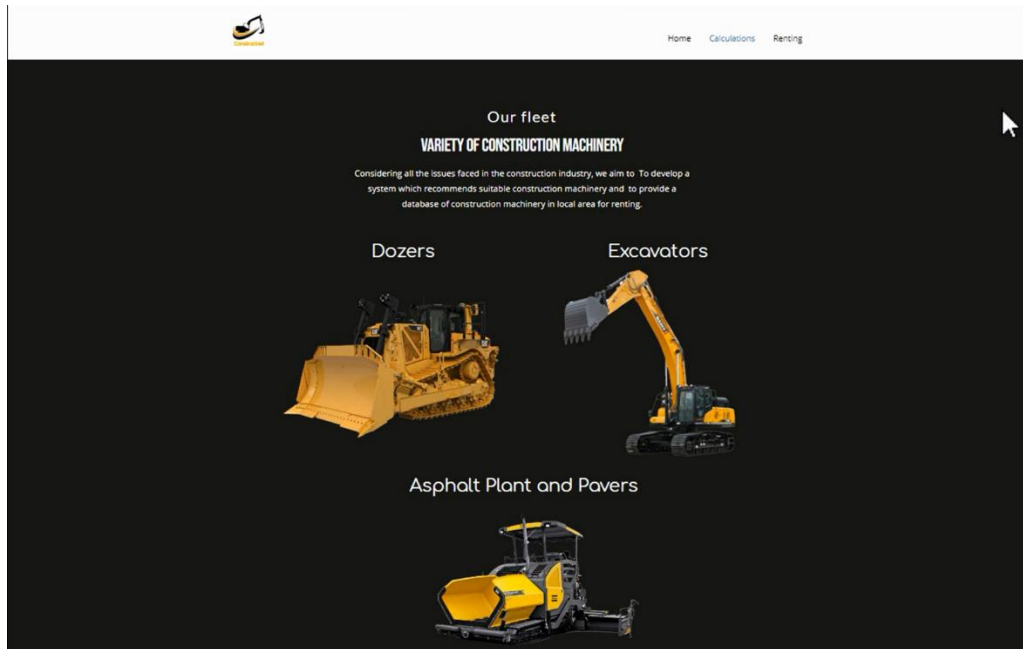 Home Calculations Renting
Our fleet
VARIETY OF CONSTRUCTION MACHINERY
Considering all the issues faced in the construction industry, we aim to To develop a
system which recommends suitable construction machinery and to provide a
database of construction machinery in local area for renting.
Dozers
Excavators
Asphalt Plant and Pavers